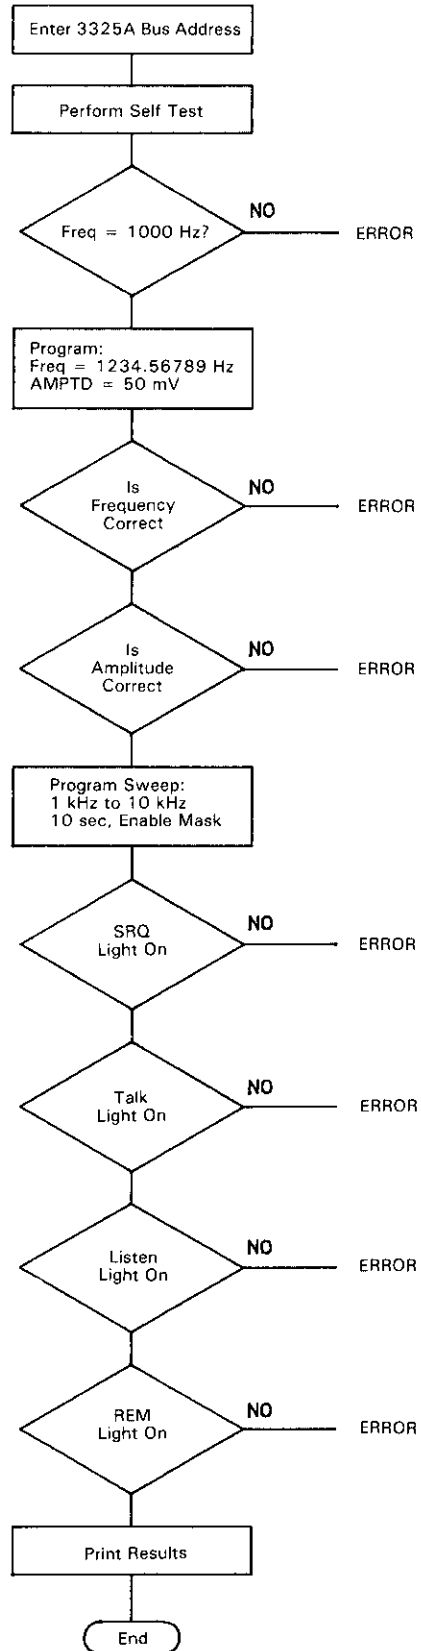 Enter 3325A Bus Address
Perform Self Test
Freq = 1000 Hz?
NO
ERROR
Program:
Freq = 1234.56789 Hz
AMPTD = 50 mV
Is
Frequency
Correct
NO
ERROR
Is
Amplitude
Correct
NO
ERROR
Program Sweep:
1 kHz to 10 kHz
10 sec, Enable Mask
SRQ
Light On
NO
ERROR
Talk
Light On
NO
ERROR
Listen
Light On
NO
ERROR
REM
Light On
NO
ERROR
Print Results
End